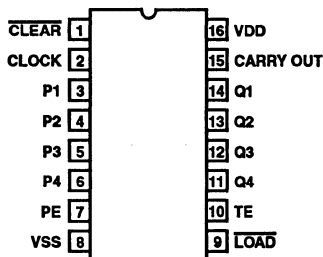 CLEAR 1 16 VDD
CLOCK 2 15 CARRY OUT
P1 3 14 Q1
P2 4 13 Q2
P3 5 12 Q3
P4 6 11 Q4
PE 7 10 TE
VSS 8 9 LOAD